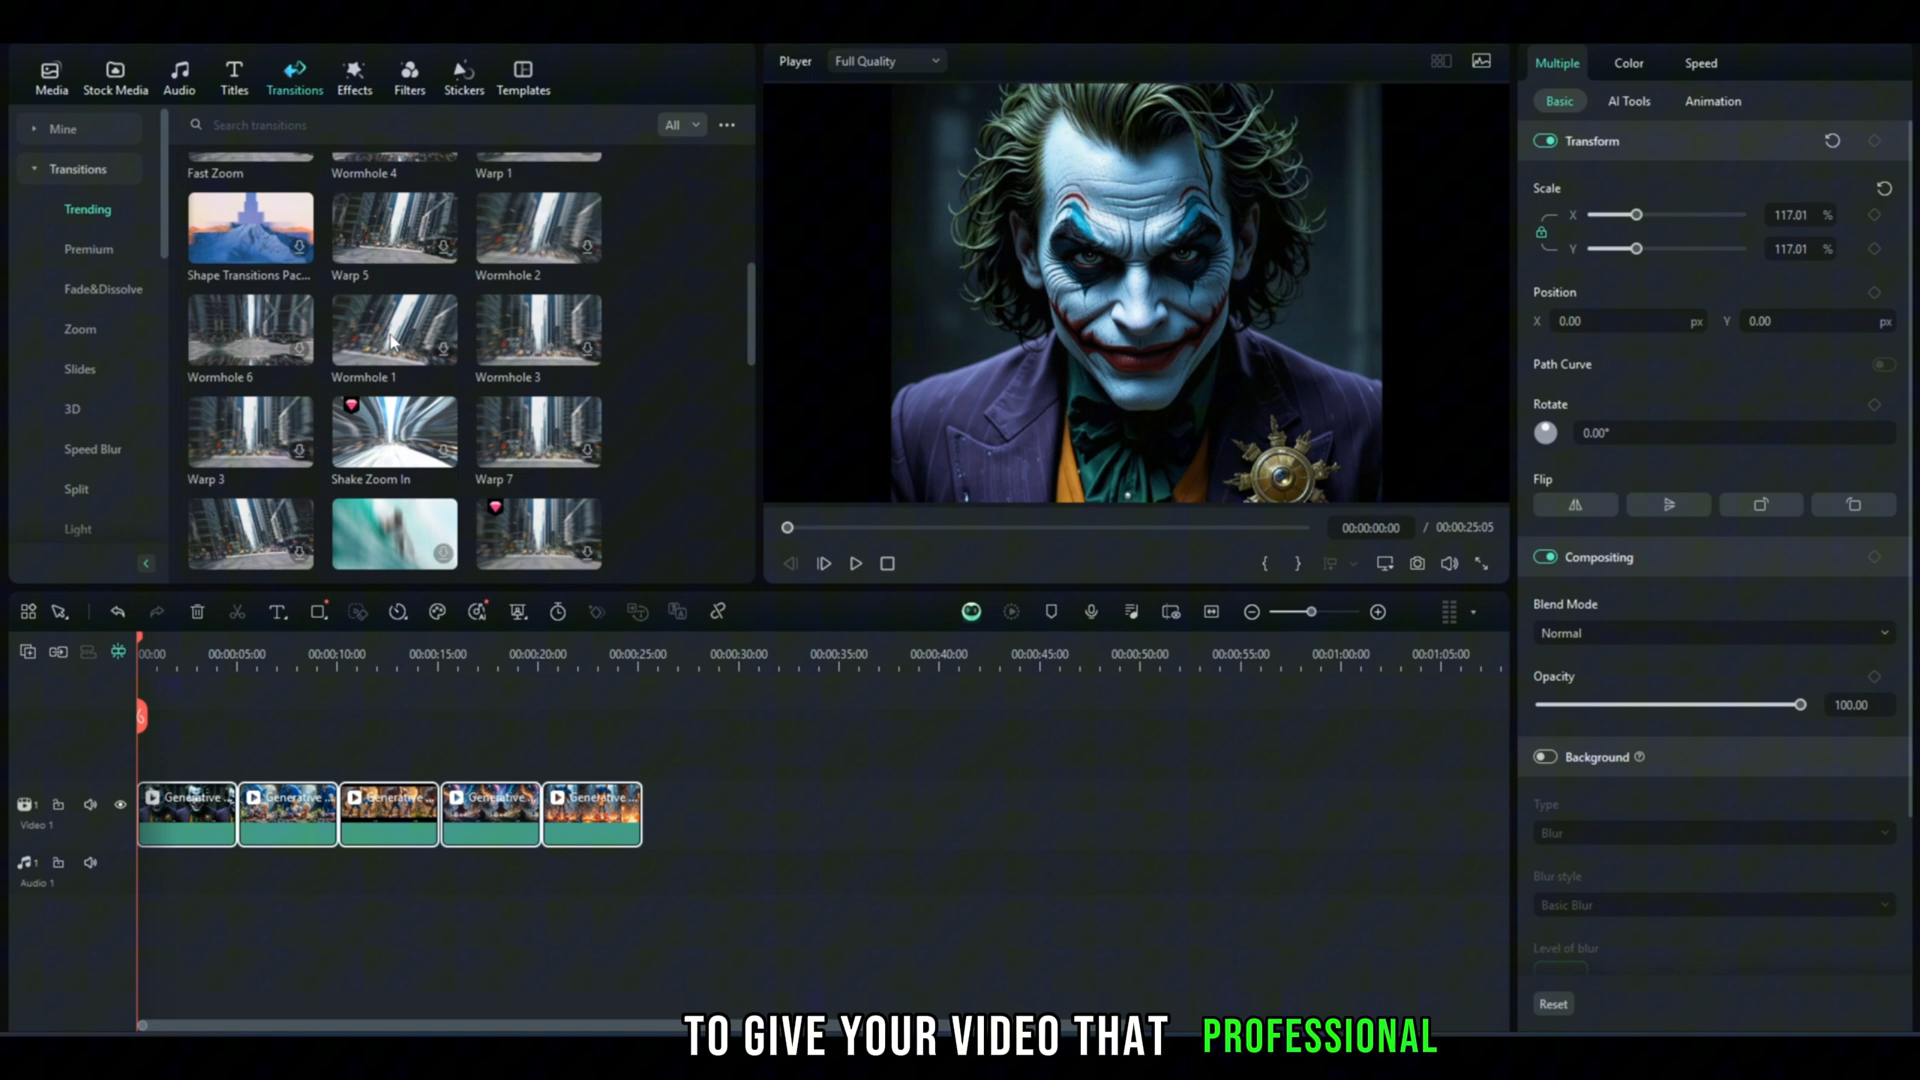 Media Stock Media Audio Titles Transitions Effects Filters Stickers Templates
Player Full Quality
Multiple Color Speed
Basic AI Tools Animation
Mine
Search transitions
All
Transitions
Trending
Premium
Fade&Dissolve
Zoom
Slides
3D
Speed Blur
Split
Light
Fast Zoom Wormhole 4 Warp 1
Shape Transitions Pac... Warp 5 Wormhole 2
Wormhole 6 Wormhole 1 Wormhole 3
Warp 3 Shake Zoom In Warp 7
00:00:00:00 / 00:00:25:05
Transform
Scale
X 117.01 %
Y 117.01 %
Position
X 0.00 px Y 0.00 px
Path Curve
Rotate
0.00°
Flip
Compositing
Blend Mode
Normal
Opacity
100.00
Background
Type
Blur
Blur style
Basic Blur
Level of blur
Reset
00:00 00:00:05:00 00:00:10:00 00:00:15:00 00:00:20:00 00:00:25:00 00:00:30:00 00:00:35:00 00:00:40:00 00:00:45:00 00:00:50:00 00:00:55:00 00:01:00:00 00:01:05:00
Generative ... Generative ... Generative ... Generative ... Generative ...
1
Video 1
1
Audio 1
TO GIVE YOUR VIDEO THAT PROFESSIONAL